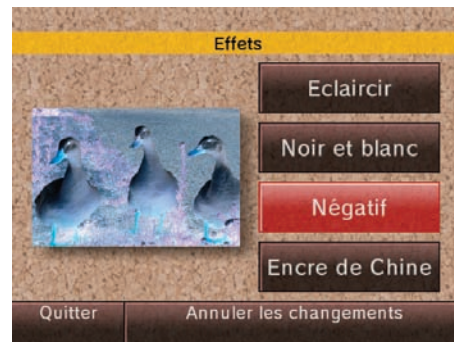 Effets
Eclaircir
Noir et blanc
Négatif
Encre de Chine
Quitter
Annuler les changements